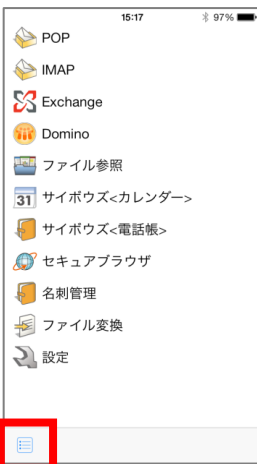 15:17 97%
POP
IMAP
Exchange
Domino
ファイル参照
31 サイボウズ<カレンダー>
サイボウズ<電話帳>
セキュアブラウザ
名刺管理
ファイル変換
設定